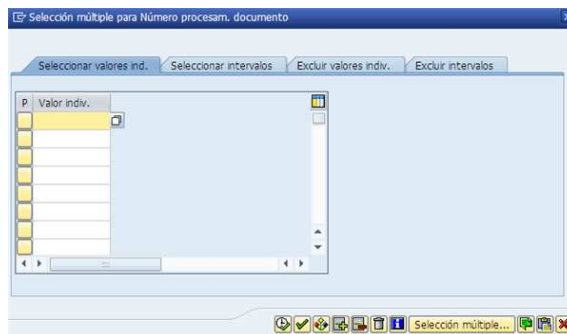 Selección múltiple para Número procesam. documento
Seleccionar valores ind. Seleccionar intervalos Excluir valores indiv. Excluir intervalos
P Valor indiv.
Selección múltiple...